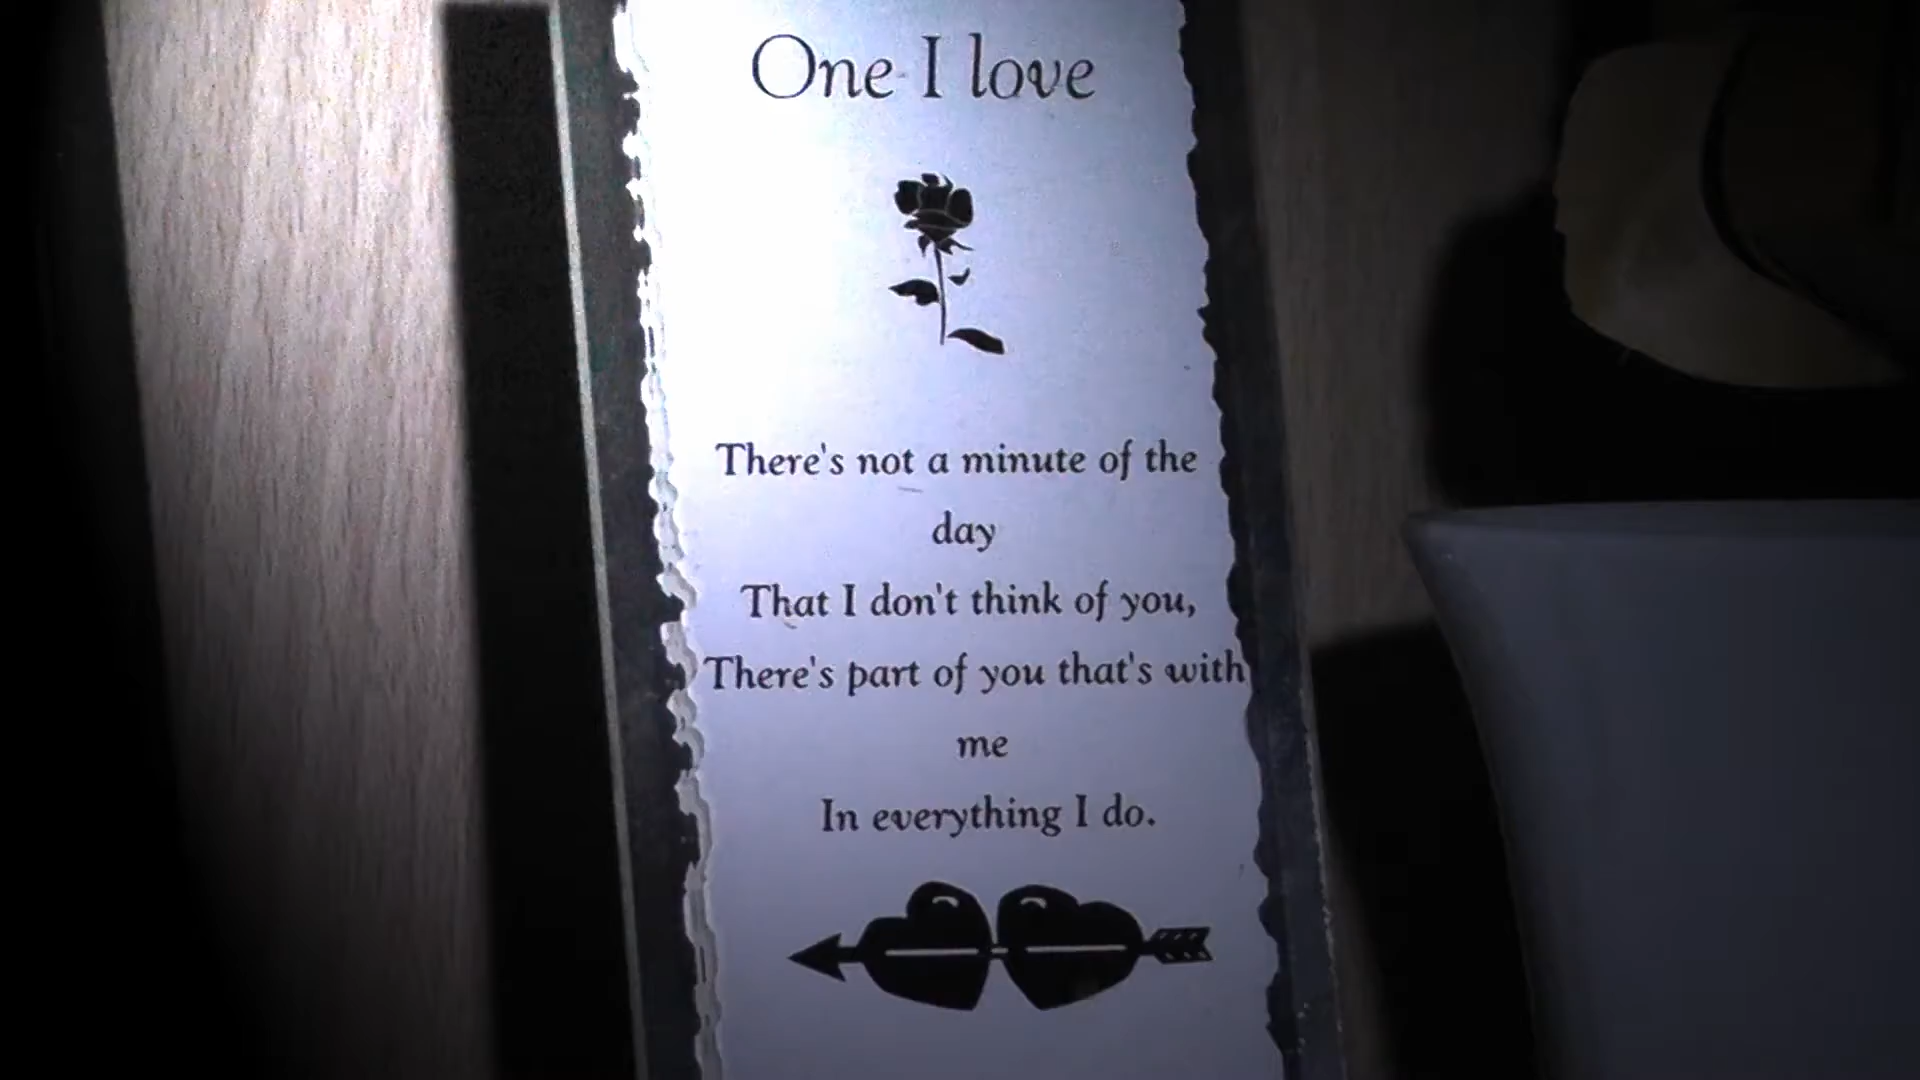 One I love
There's not a minute of the
day
That I don't think of you,
There's part of you that's with
me
In everything I do.